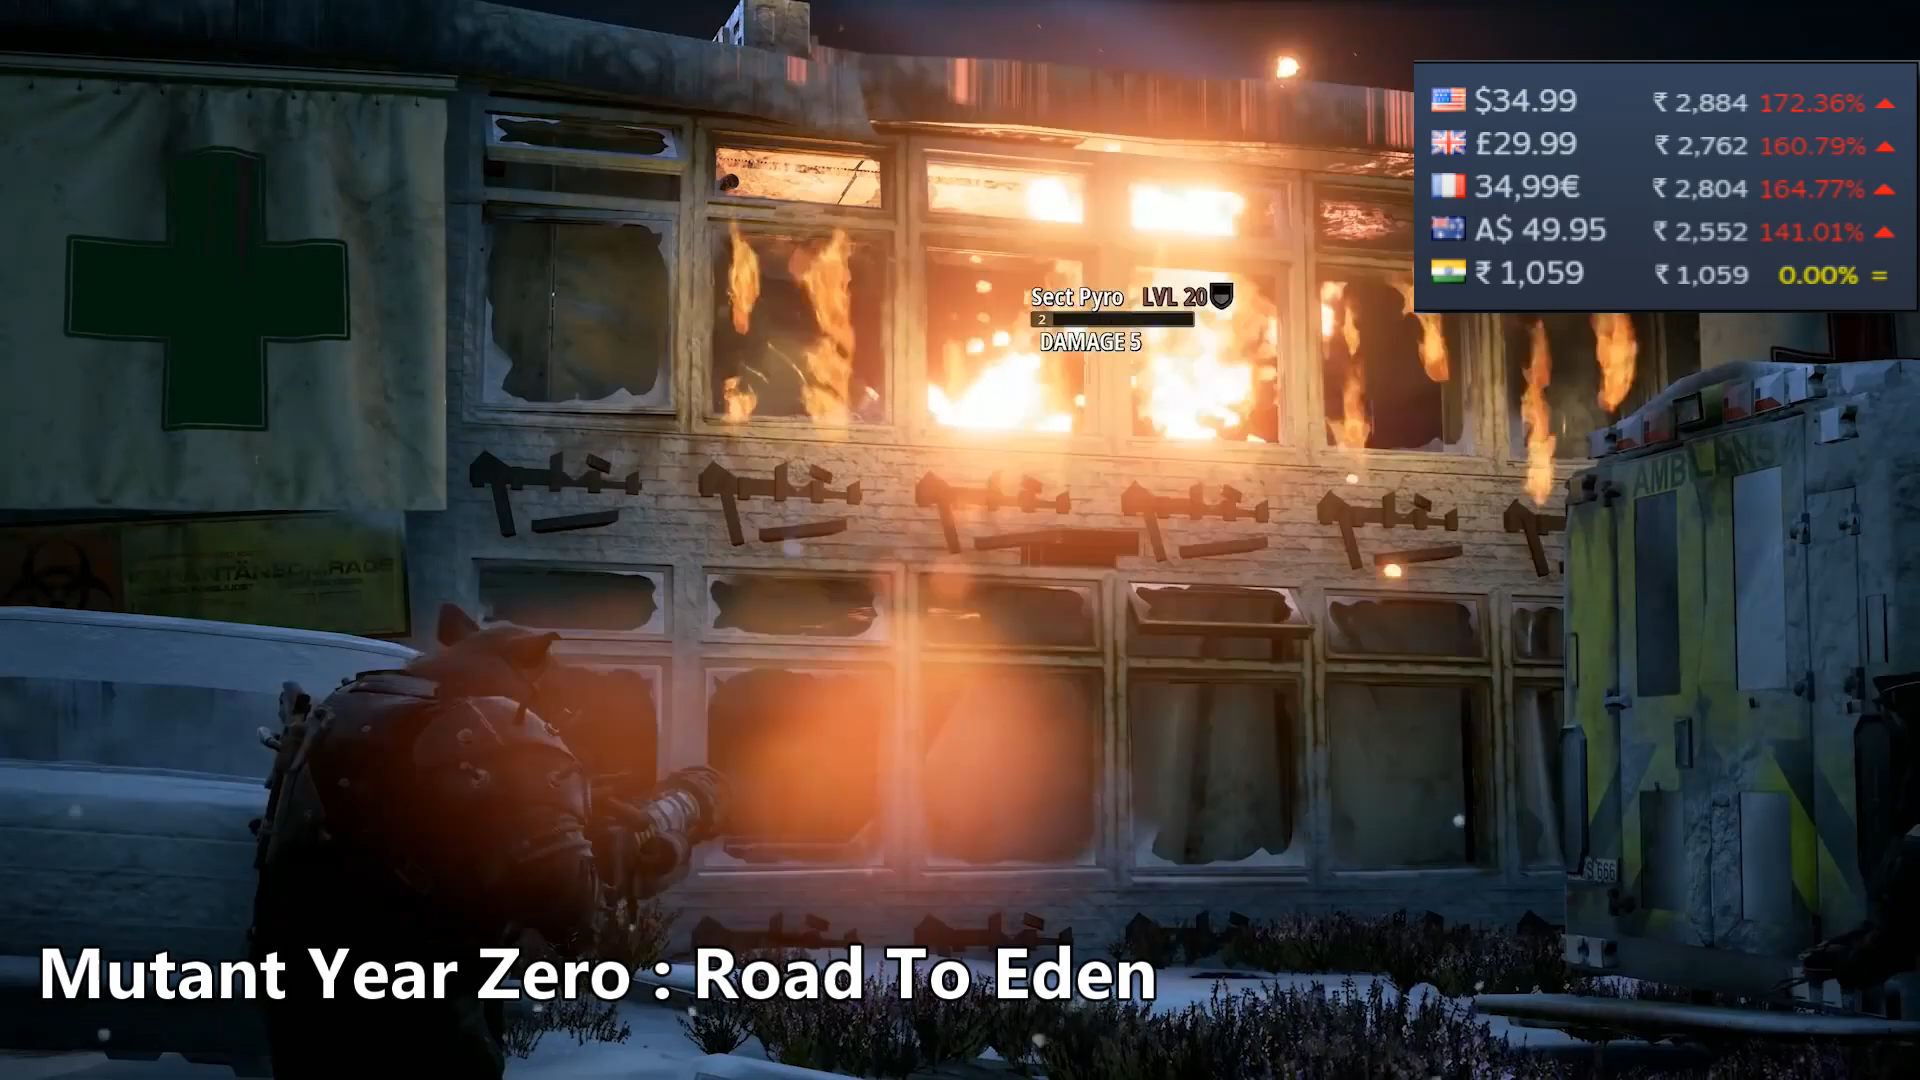 $34.99 ₹ 2,884 172.36%
£29.99 ₹ 2,762 160.79%
34,99€ ₹ 2,804 164.77%
A$ 49.95 ₹ 2,552 141.01%
₹ 1,059 ₹ 1,059 0.00% =
Sect Pyro LVL 20
2
DAMAGE 5
AMBULANS
S 666
Mutant Year Zero : Road To Eden